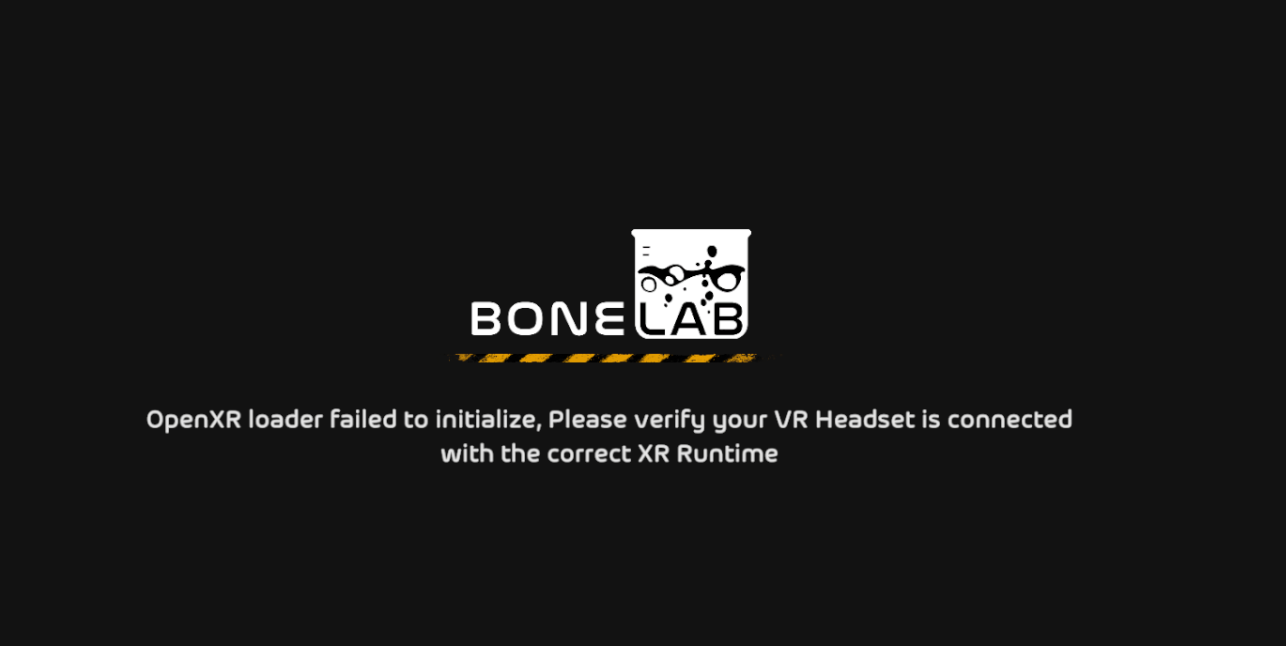 BONELAB
OpenXR loader failed to initialize, Please verify your VR Headset is connected
with the correct XR Runtime